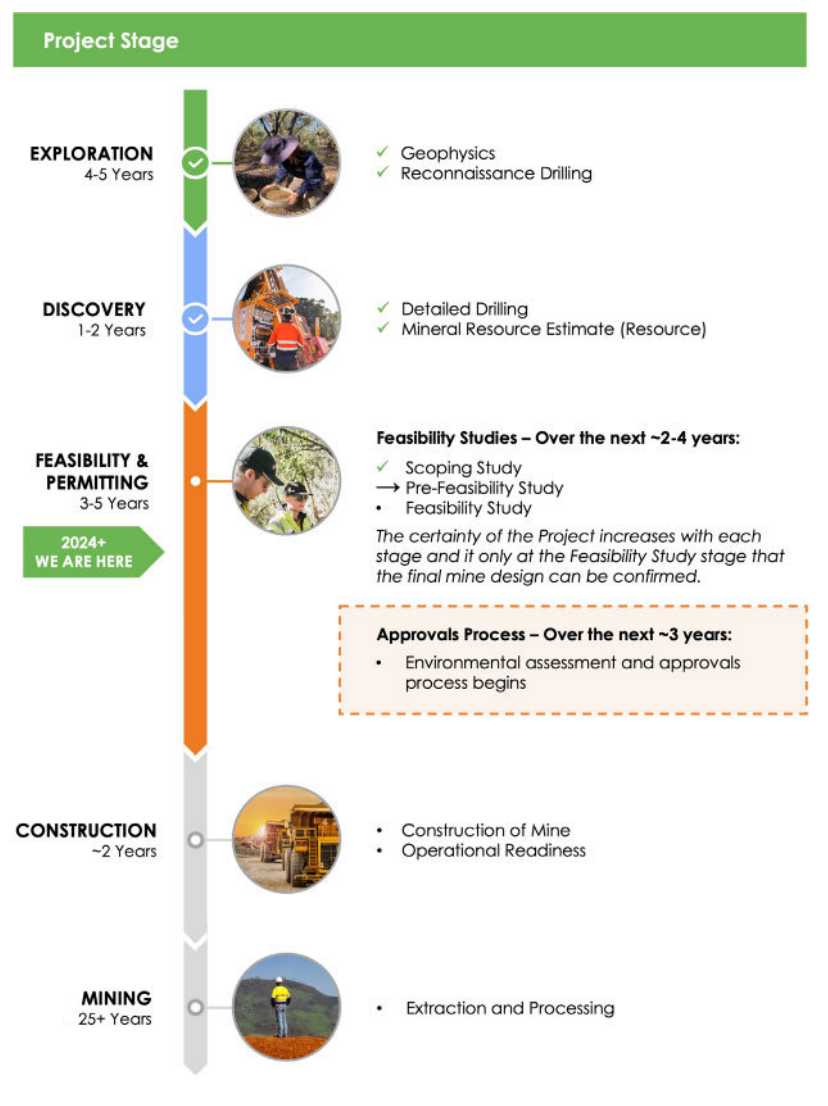 Project Stage
EXPLORATION
4-5 Years
✓ Geophysics
✓ Reconnaissance Drilling
DISCOVERY
1-2 Years
✓ Detailed Drilling
✓ Mineral Resource Estimate (Resource)
FEASIBILITY &
PERMITTING
3-5 Years
2024+
WE ARE HERE
Feasibility Studies – Over the next ~2-4 years:
✓ Scoping Study
→ Pre-Feasibility Study
• Feasibility Study
The certainty of the Project increases with each
stage and it only at the Feasibility Study stage that
the final mine design can be confirmed.
Approvals Process – Over the next ~3 years:
• Environmental assessment and approvals
process begins
CONSTRUCTION
~2 Years
• Construction of Mine
• Operational Readiness
MINING
25+ Years
• Extraction and Processing